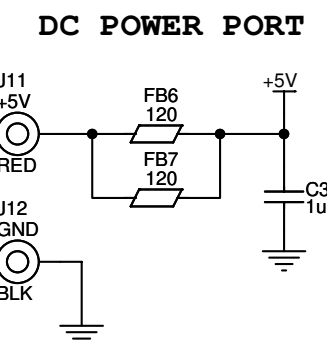 DC POWER PORT
J11
+5V
RED
FB6
120
FB7
120
+5V
C3
1u
J12
GND
BLK